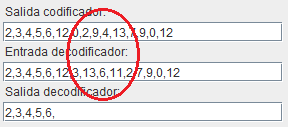 Salida codificador:
2,3,4,5,6,12,0,2,9,4,13,7,9,0,12
Entrada decodificador:
2,3,4,5,6,12,3,13,6,11,2,7,9,0,12
Salida decodificador:
2,3,4,5,6,